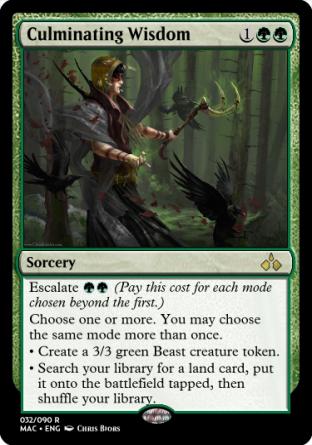 Culminating Wisdom 1
Sorcery
Escalate (Pay this cost for each mode
chosen beyond the first.)
Choose one or more. You may choose
the same mode more than once.
• Create a 3/3 green Beast creature token.
• Search your library for a land card, put
it onto the battlefield tapped, then
shuffle your library.
032/090 R
MAC • ENG Chris Bjors